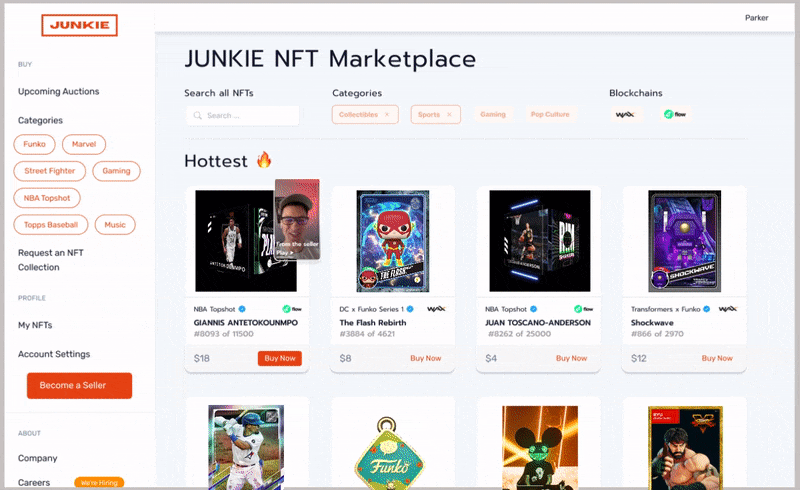 JUNKIE
Parker
BUY
Upcoming Auctions
Categories
Funko
Marvel
Street Fighter
Gaming
NBA Topshot
Topps Baseball
Music
Request an NFT
Collection
PROFILE
My NFTs
Account Settings
Become a Seller
ABOUT
Company
Careers
We're Hiring
JUNKIE NFT Marketplace
Search all NFTs
Categories
Blockchains
Search ...
Collectibles ×
Sports ×
Gaming
Pop Culture
WAX
flow
Hottest
From the seller
Play
THE FLASH
SHOCKWAVE
NBA Topshot
flow
GIANNIS ANTETOKOUNMPO
#8093 of 11500
$18
Buy Now
DC x Funko Series 1
WAX
The Flash Rebirth
#3884 of 4621
$8
Buy Now
NBA Topshot
flow
JUAN TOSCANO-ANDERSON
#8262 of 25000
$4
Buy Now
Transformers x Funko
WAX
Shockwave
#866 of 2970
$12
Buy Now
Funko
RYU